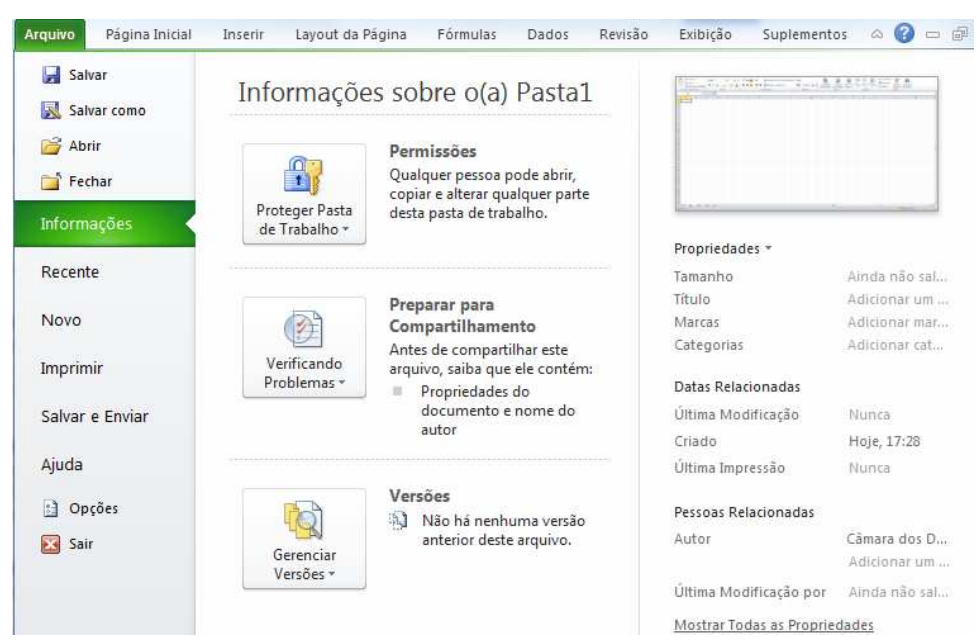 Arquivo Página Inicial Inserir Layout da Página Fórmulas Dados Revisão Exibição Suplementos
Salvar
Salvar como
Abrir
Fechar
Informações
Recente
Novo
Imprimir
Salvar e Enviar
Ajuda
Opções
Sair
Informações sobre o(a) Pasta1
Proteger Pasta
de Trabalho
Permissões
Qualquer pessoa pode abrir,
copiar e alterar qualquer parte
desta pasta de trabalho.
Verificando
Problemas
Preparar para
Compartilhamento
Antes de compartilhar este
arquivo, saiba que ele contém:
Propriedades do
documento e nome do
autor
Gerenciar
Versões
Versões
Não há nenhuma versão
anterior deste arquivo.
Propriedades
Tamanho Ainda não sal...
Título Adicionar um ...
Marcas Adicionar mar...
Categorias Adicionar cat...
Datas Relacionadas
Última Modificação Nunca
Criado Hoje, 17:28
Última Impressão Nunca
Pessoas Relacionadas
Autor Câmara dos D...
Adicionar um ...
Última Modificação por Ainda não sal...
Mostrar Todas as Propriedades